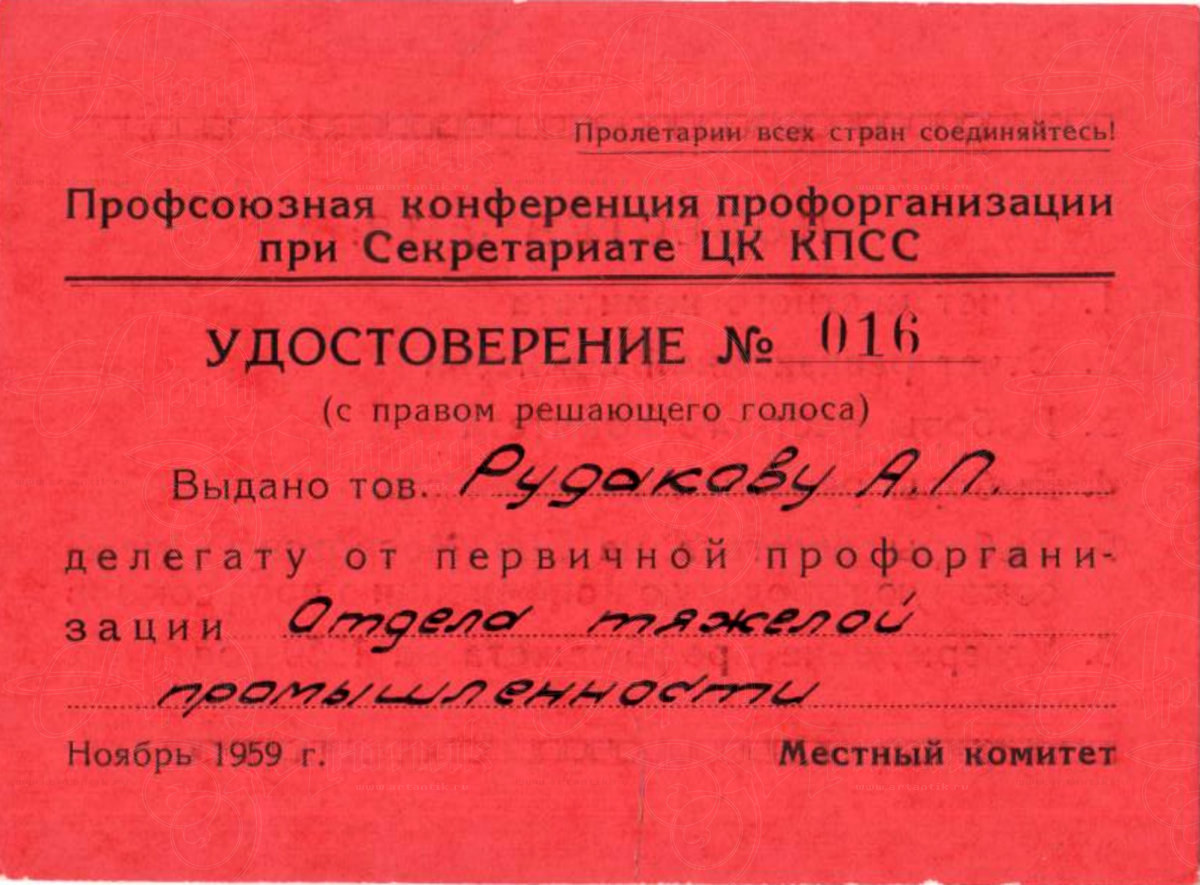 Пролетарии всех стран соединяйтесь!
Профсоюзная конференция профорганизации
при Секретариате ЦК КПСС
УДОСТОВЕРЕНИЕ № 016
(с правом решающего голоса)
Выдано тов. Рудакову А.П.
делегату от первичной профоргани-
зации Отдела тяжелой
промышленности
Ноябрь 1959 г. Местный комитет